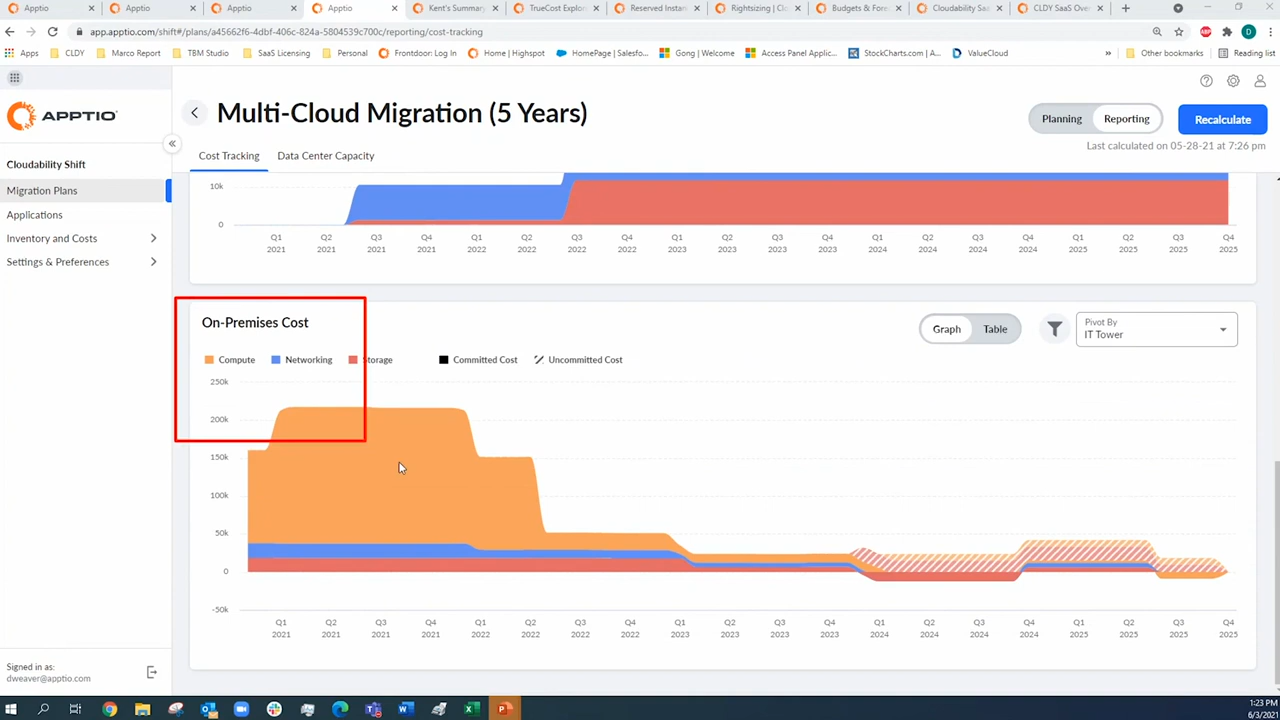 Apptio
Apptio
Apptio
Apptio
Kent's Summary
TrueCost Explor
Reserved Instan
Rightsizing | Clo
Budgets & Fore
Cloudability Saa
CLDY SaaS Over
app.apptio.com/shift#/plans/a45662f6-4dbf-406c-824a-5804539c700c/reporting/cost-tracking
Apps
CLDY
Marco Report
TBM Studio
SaaS Licensing
Personal
Frontdoor: Log In
Home | Highspot
HomePage | Salesfo...
Gong | Welcome
Access Panel Applic...
StockCharts.com | A...
ValueCloud
»
Other bookmarks
Reading list
APPTIO
Multi-Cloud Migration (5 Years)
Planning
Reporting
Recalculate
Last calculated on 05-28-21 at 7:26 pm
Cost Tracking
Data Center Capacity
Cloudability Shift
Migration Plans
Applications
Inventory and Costs
Settings & Preferences
10k
0
Q1 Q2 Q3 Q4 Q1 Q2 Q3 Q4 Q1 Q2 Q3 Q4 Q1 Q2 Q3 Q4 Q1 Q2 Q3 Q4
2021 2021 2021 2021 2022 2022 2022 2022 2023 2023 2023 2023 2024 2024 2024 2024 2025 2025 2025 2025
On-Premises Cost
Graph
Table
Pivot By
IT Tower
Compute
Networking
Storage
Committed Cost
Uncommitted Cost
250k
200k
150k
100k
50k
0
-50k
Q1 Q2 Q3 Q4 Q1 Q2 Q3 Q4 Q1 Q2 Q3 Q4 Q1 Q2 Q3 Q4 Q1 Q2 Q3 Q4
2021 2021 2021 2021 2022 2022 2022 2022 2023 2023 2023 2023 2024 2024 2024 2024 2025 2025 2025 2025
Signed in as:
dweaver@apptio.com
1:23 PM
6/3/2021